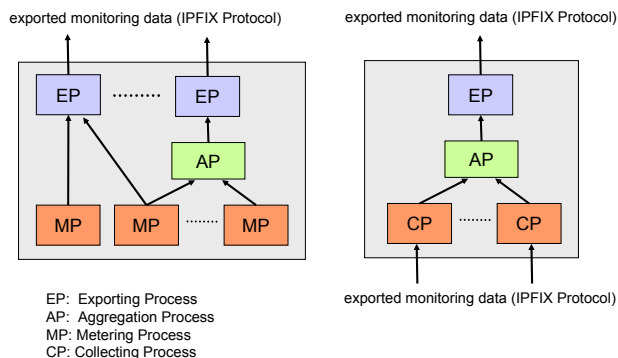 exported monitoring data (IPFIX Protocol)
exported monitoring data (IPFIX Protocol)
EP
EP
EP
AP
AP
MP
MP
MP
CP
CP
exported monitoring data (IPFIX Protocol)
EP: Exporting Process
AP: Aggregation Process
MP: Metering Process
CP: Collecting Process